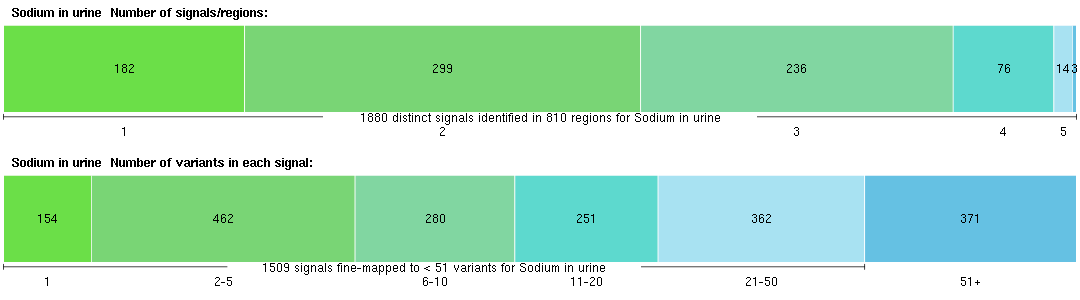 Sodium in urine Number of signals/regions:
182 299 236 76 14 3
1880 distinct signals identified in 810 regions for Sodium in urine
1 2 3 4 5
Sodium in urine Number of variants in each signal:
154 462 280 251 362 371
1509 signals fine-mapped to < 51 variants for Sodium in urine
1 2-5 6-10 11-20 21-50 51+